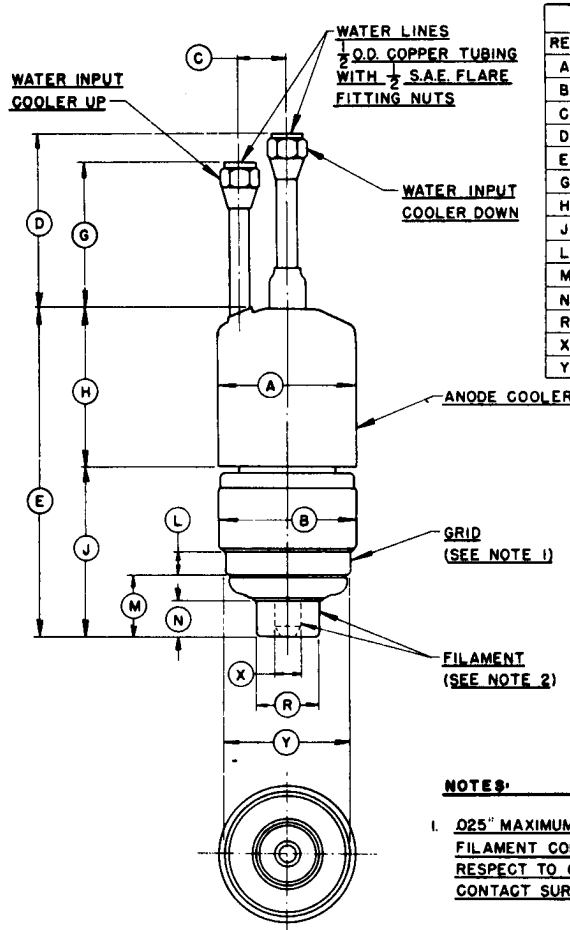 WATER LINES
1/2 O.D. COPPER TUBING
WITH 1/2 S.A.E. FLARE
FITTING NUTS
C
WATER INPUT
COOLER UP
WATER INPUT
COOLER DOWN
D
G
H
A
ANODE COOLER
E
J
L
B
GRID
(SEE NOTE 1)
M
N
FILAMENT
(SEE NOTE 2)
X
R
Y
RE
A
B
C
D
E
G
H
J
L
M
N
R
X
Y
NOTES:
1. .025" MAXIMUM
FILAMENT CO
RESPECT TO
CONTACT SUR